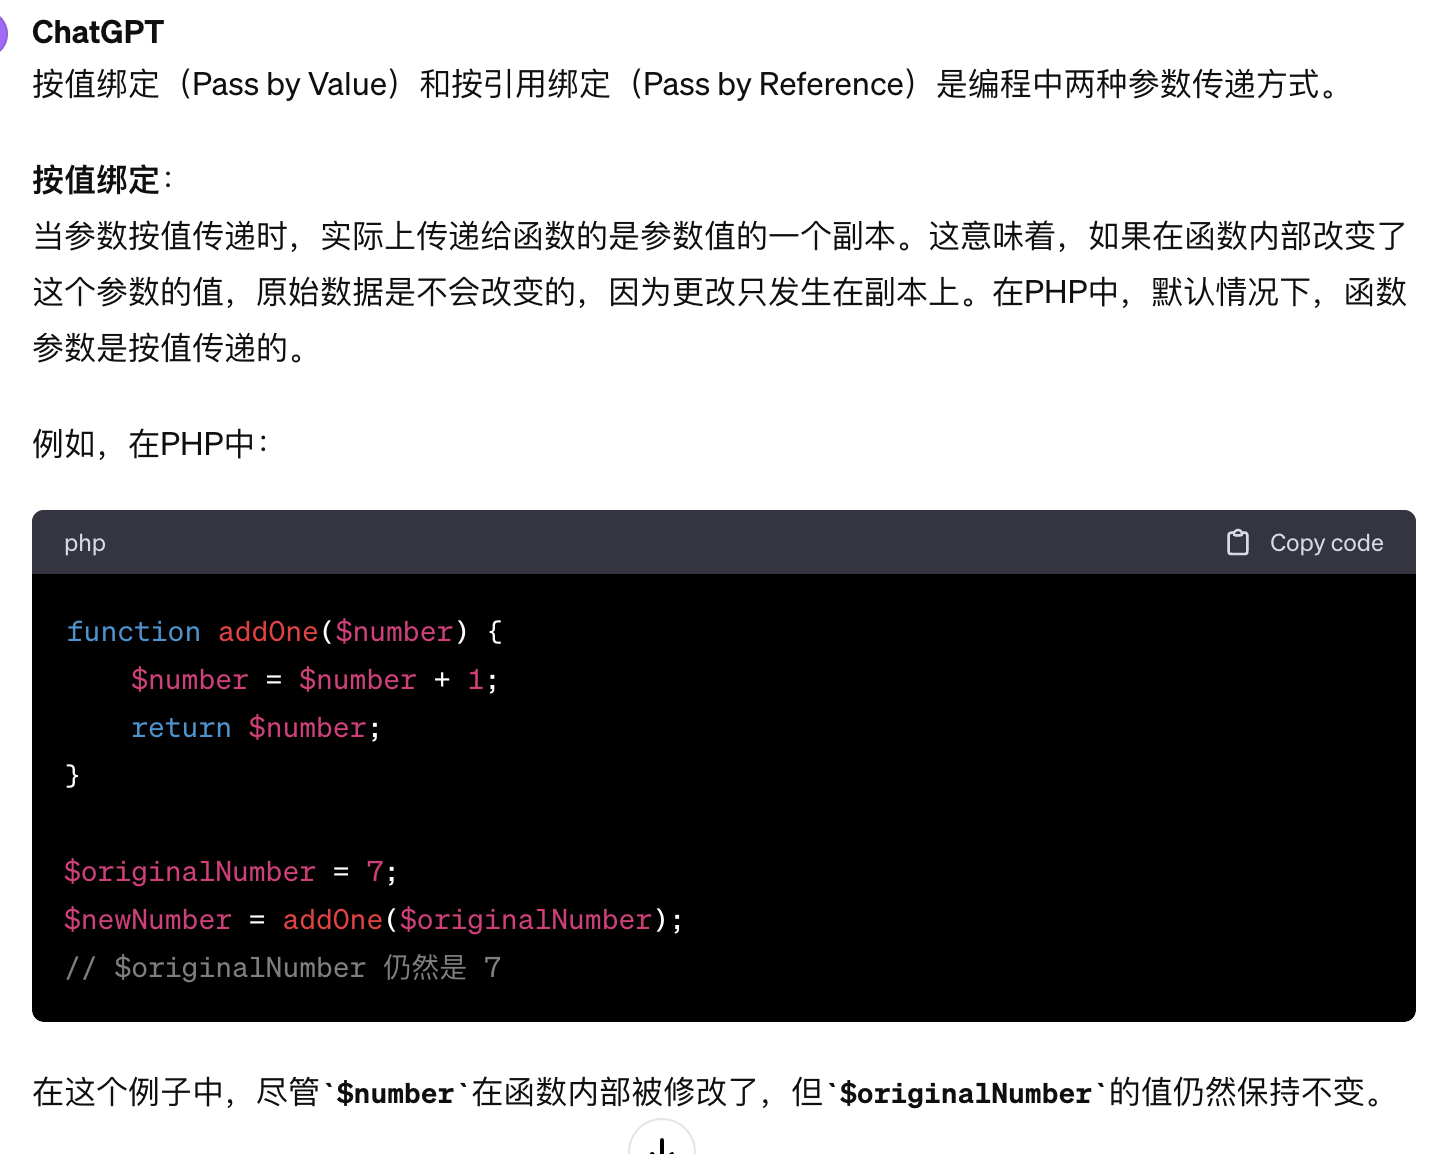 ChatGPT
按值绑定（Pass by Value）和按引用绑定（Pass by Reference）是编程中两种参数传递方式。
按值绑定：
当参数按值传递时，实际上传递给函数的是参数值的一个副本。这意味着，如果在函数内部改变了
这个参数的值，原始数据是不会改变的，因为更改只发生在副本上。在PHP中，默认情况下，函数
参数是按值传递的。
例如，在PHP中：
php
Copy code
function addOne($number) {
    $number = $number + 1;
    return $number;
}
$originalNumber = 7;
$newNumber = addOne($originalNumber);
// $originalNumber 仍然是 7
在这个例子中，尽管`$number`在函数内部被修改了，但`$originalNumber`的值仍然保持不变。